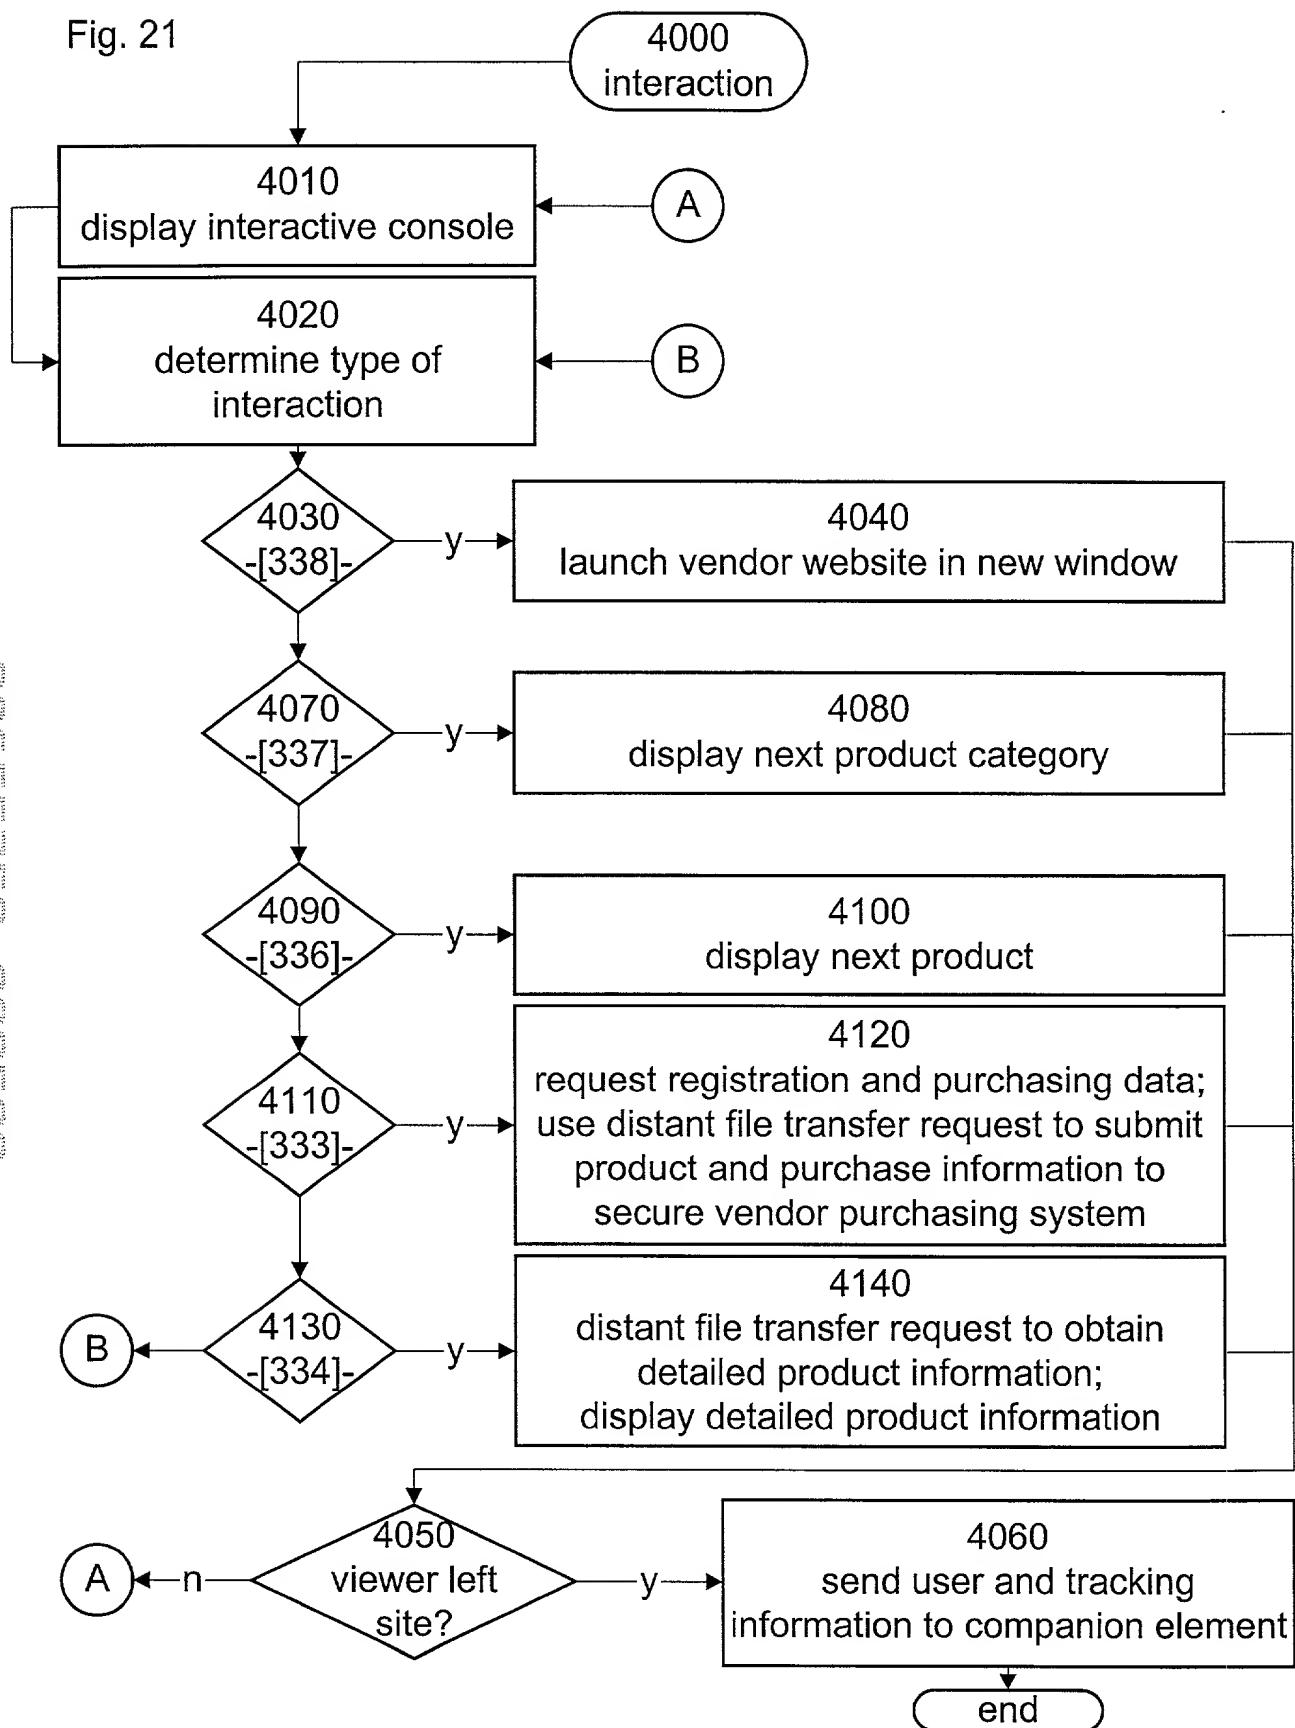 Fig. 21
4000
interaction
4010
display interactive console
A
4020
determine type of
interaction
B
4030
-[338]-
y
4040
launch vendor website in new window
4070
-[337]-
y
4080
display next product category
4090
-[336]-
y
4100
display next product
4110
-[333]-
y
4120
request registration and purchasing data;
use distant file transfer request to submit
product and purchase information to
secure vendor purchasing system
B
4130
-[334]-
y
4140
distant file transfer request to obtain
detailed product information;
display detailed product information
A
n
4050
viewer left
site?
y
4060
send user and tracking
information to companion element
end